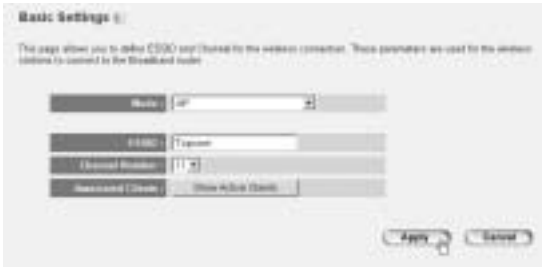 Basic Settings
This page allows you to define ESSID and Channel for the wireless connection. These parameters are used for the wireless
stations to connect to the Broadband router.
Mode : AP
ESSID : Topcom
Channel Number : 11
Associated Clients : Show Active Clients
Apply Cancel